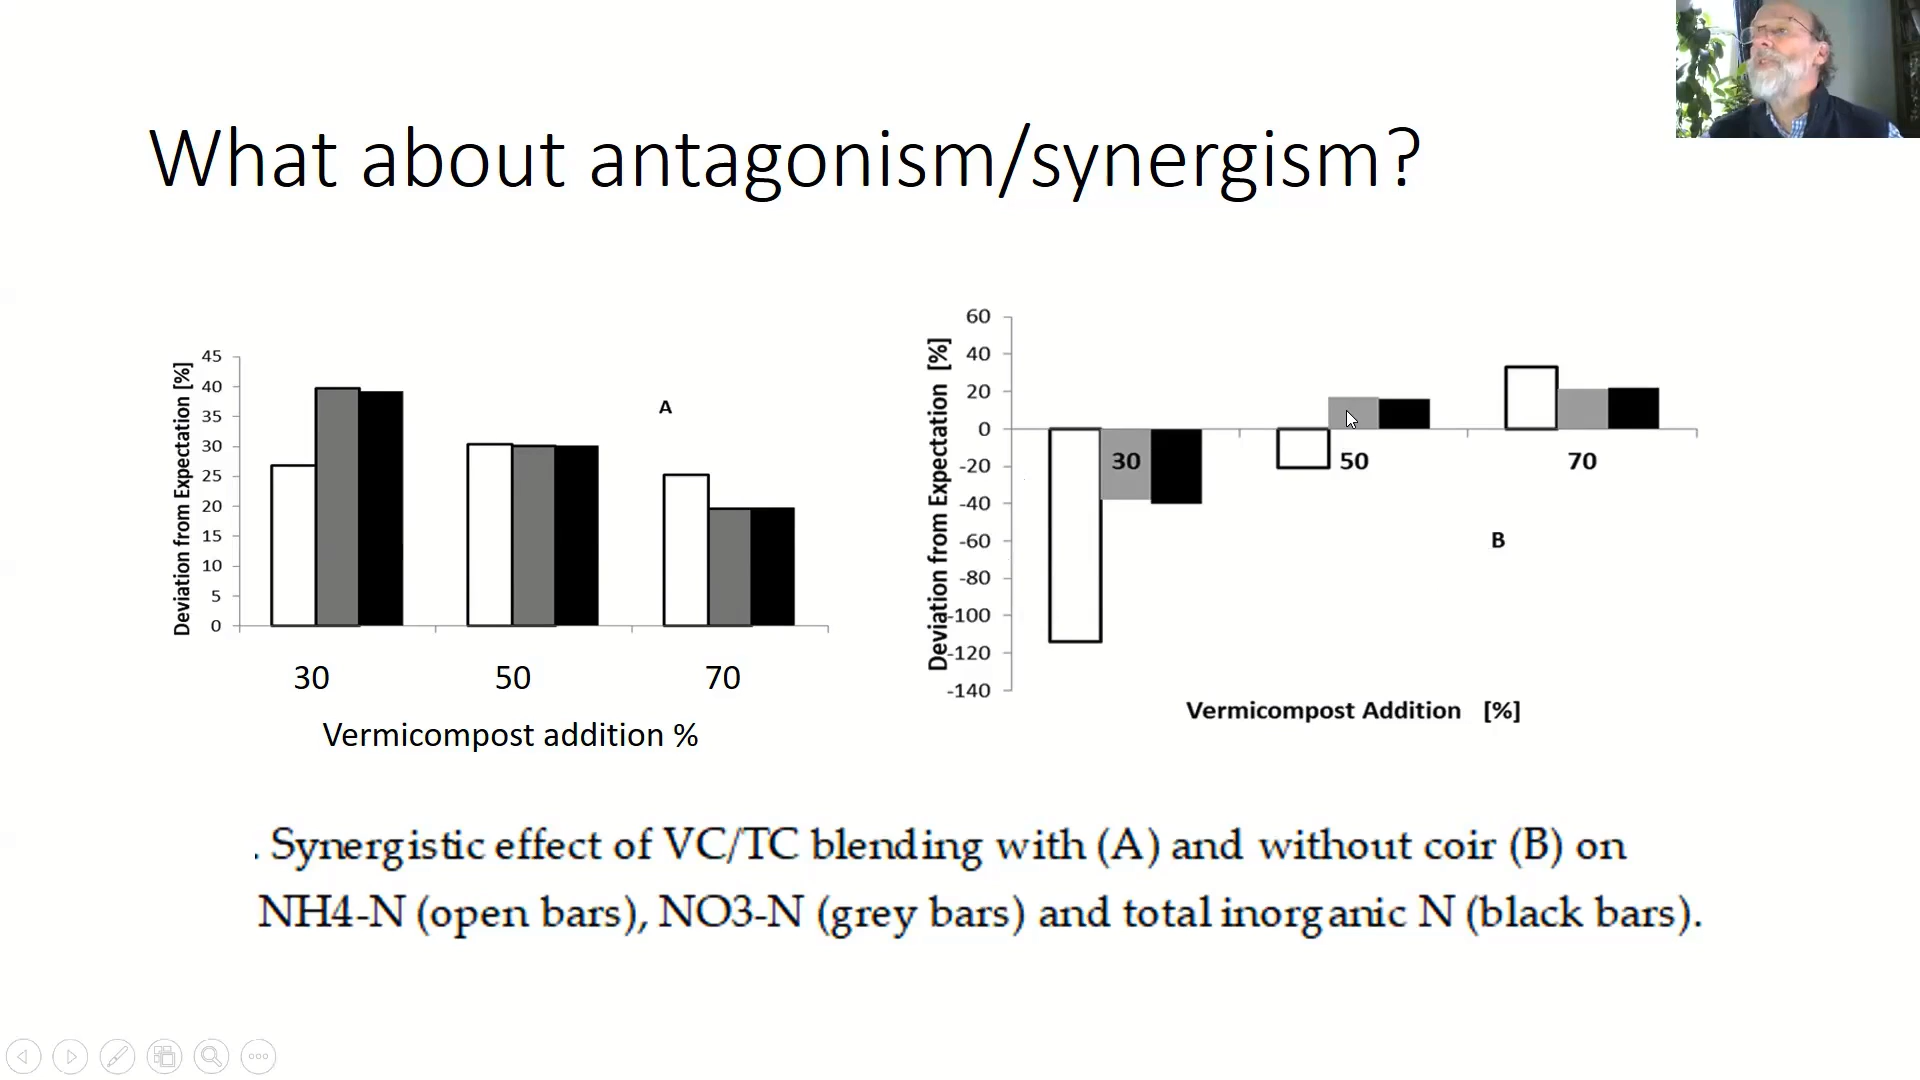 What about antagonism/synergism?
Deviation from Expectation [%]
45
40
35
30
25
20
15
10
5
0
A
30 50 70
Vermicompost addition %
Deviation from Expectation [%]
60
40
20
0
-20
-40
-60
-80
-100
-120
-140
30 50 70
B
Vermicompost Addition [%]
. Synergistic effect of VC/TC blending with (A) and without coir (B) on
NH4-N (open bars), NO3-N (grey bars) and total inorganic N (black bars).